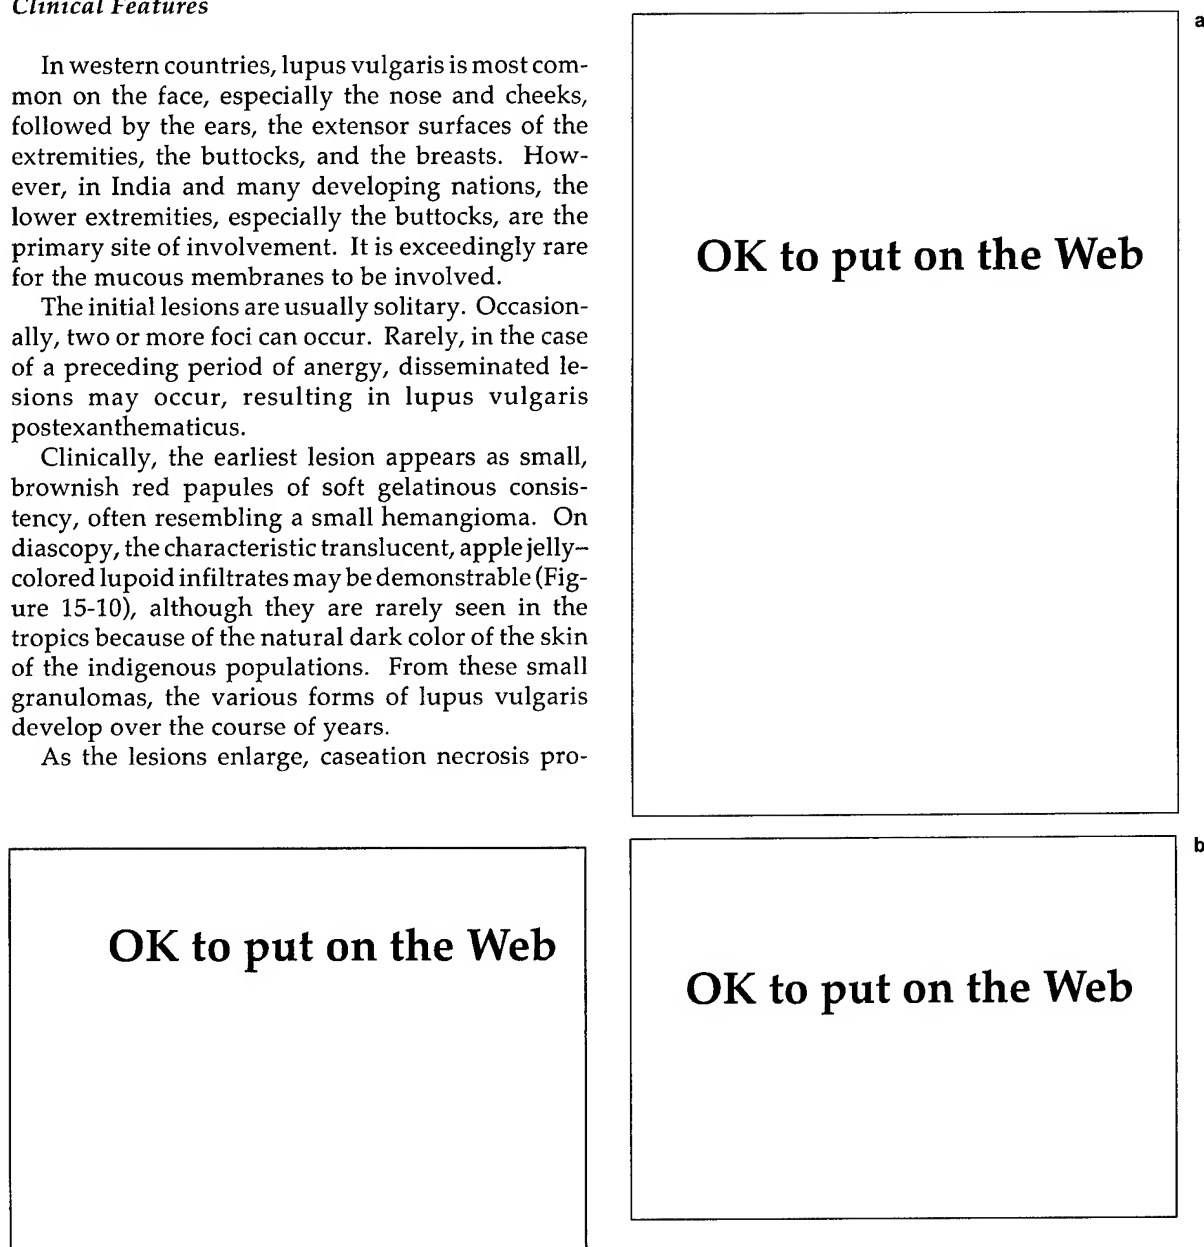 Clinical Features
In western countries, lupus vulgaris is most com-
mon on the face, especially the nose and cheeks,
followed by the ears, the extensor surfaces of the
extremities, the buttocks, and the breasts. How-
ever, in India and many developing nations, the
lower extremities, especially the buttocks, are the
primary site of involvement. It is exceedingly rare
for the mucous membranes to be involved.
The initial lesions are usually solitary. Occasion-
ally, two or more foci can occur. Rarely, in the case
of a preceding period of anergy, disseminated le-
sions may occur, resulting in lupus vulgaris
postexanthematicus.
Clinically, the earliest lesion appears as small,
brownish red papules of soft gelatinous consis-
tency, often resembling a small hemangioma. On
diascopy, the characteristic translucent, apple jelly–
colored lupoid infiltrates may be demonstrable (Fig-
ure 15-10), although they are rarely seen in the
tropics because of the natural dark color of the skin
of the indigenous populations. From these small
granulomas, the various forms of lupus vulgaris
develop over the course of years.
As the lesions enlarge, caseation necrosis pro-
OK to put on the Web
a
OK to put on the Web
b
OK to put on the Web